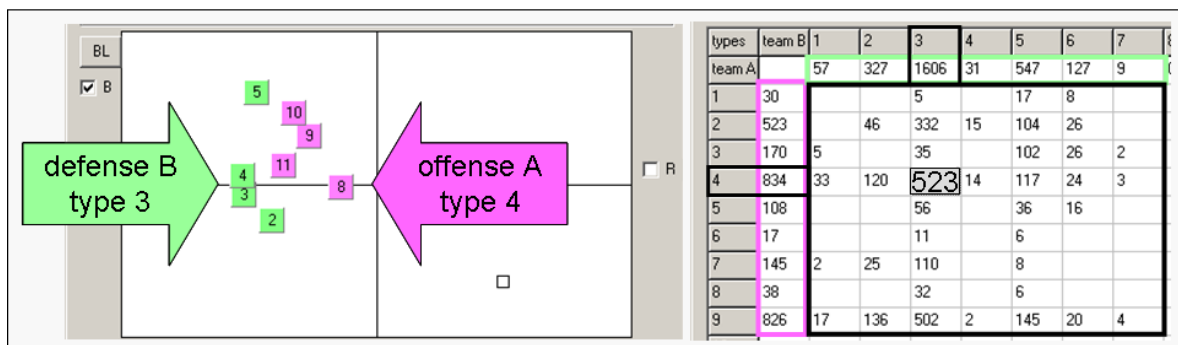 BL
B
5
10
9
11
4
3
8
2
defense B
type 3
offense A
type 4
R
types team B 1 2 3 4 5 6 7
team A 57 327 1606 31 547 127 9
1 30 5 17 8
2 523 46 332 15 104 26
3 170 5 35 102 26 2
4 834 33 120 523 14 117 24 3
5 108 56 36 16
6 17 11 6
7 145 2 25 110 8
8 38 32 6
9 826 17 136 502 2 145 20 4